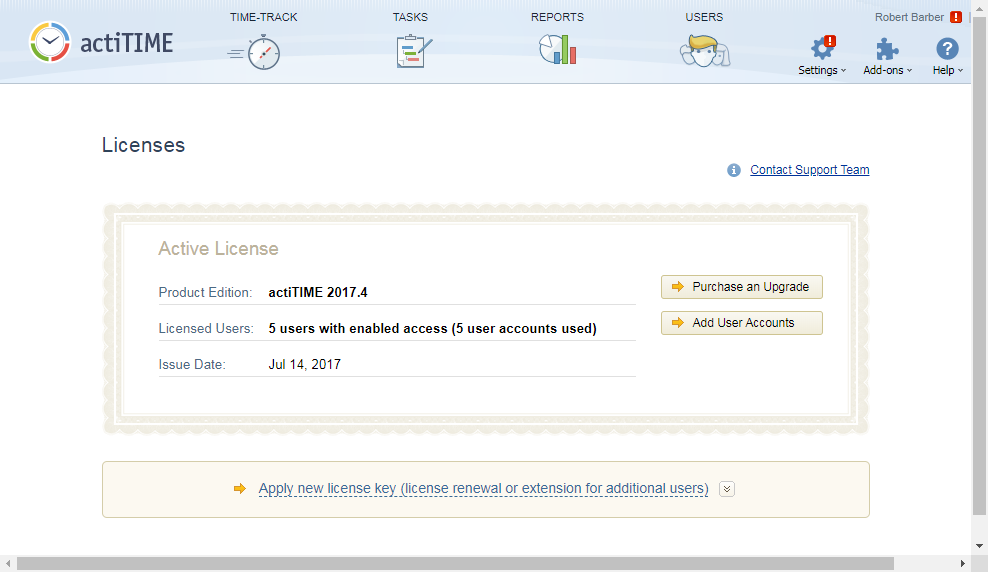 TIME-TRACK
TASKS
REPORTS
USERS
Robert Barber
actiTIME
Settings
Add-ons
Help
Licenses
Contact Support Team
Active License
Product Edition: actiTIME 2017.4
Purchase an Upgrade
Licensed Users: 5 users with enabled access (5 user accounts used)
Add User Accounts
Issue Date: Jul 14, 2017
Apply new license key (license renewal or extension for additional users)